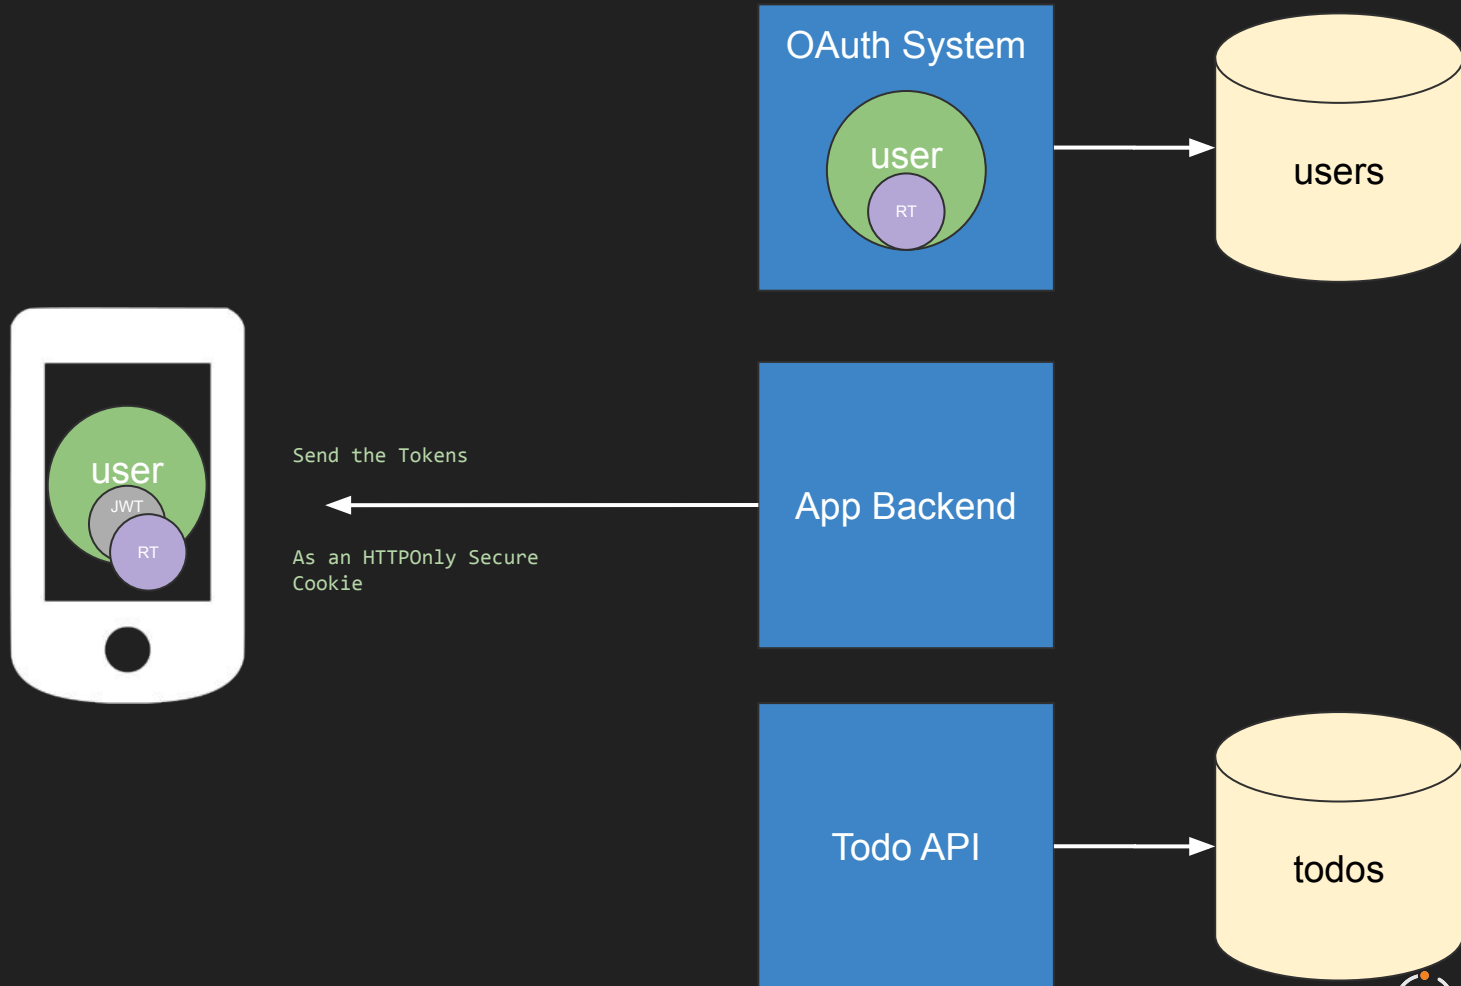 OAuth System
user
RT
users
user
JWT
RT
Send the Tokens
As an HTTPOnly Secure
Cookie
App Backend
Todo API
todos